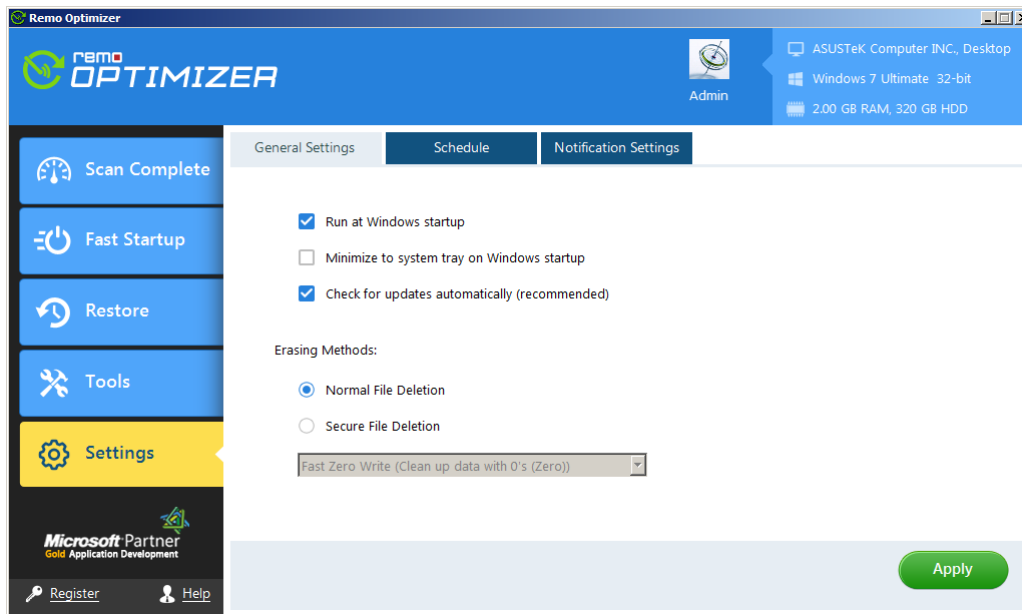 Remo Optimizer
remo
OPTIMIZER
Admin
ASUSTeK Computer INC., Desktop
Windows 7 Ultimate 32-bit
2.00 GB RAM, 320 GB HDD
Scan Complete
Fast Startup
Restore
Tools
Settings
Microsoft Partner
Gold Application Development
Register
Help
General Settings
Schedule
Notification Settings
Run at Windows startup
Minimize to system tray on Windows startup
Check for updates automatically (recommended)
Erasing Methods:
Normal File Deletion
Secure File Deletion
Fast Zero Write (Clean up data with 0's (Zero))
Apply